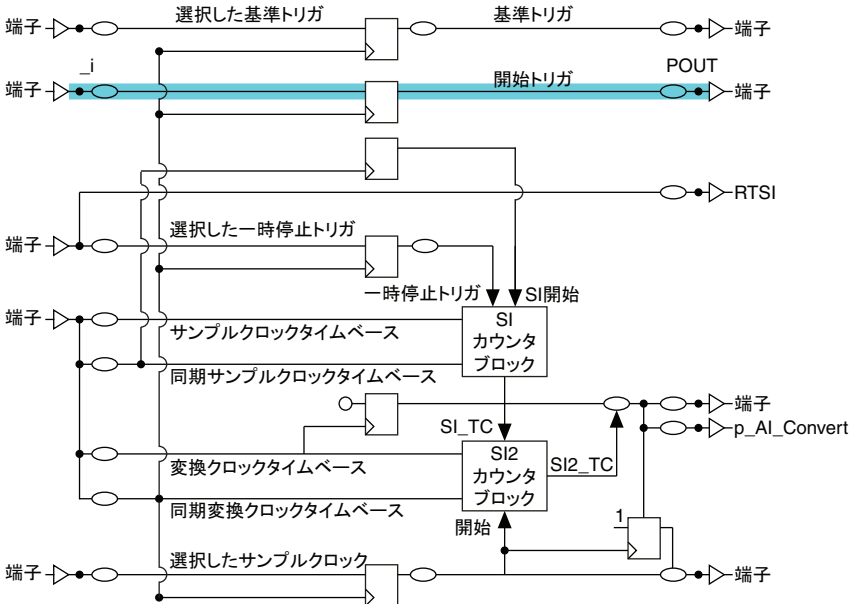 端子 選択した基準トリガ 基準トリガ 端子
_i POUT
端子 開始トリガ 端子
RTSI
端子 選択した一時停止トリガ
一時停止トリガ SI開始
端子 サンプルクロックタイムベース
SI
カウンタ
ブロック
同期サンプルクロックタイムベース
端子
SI_TC p_AI_Convert
変換クロックタイムベース
SI2
カウンタ
ブロック
SI2_TC
同期変換クロックタイムベース
開始 1
端子 選択したサンプルクロック 端子